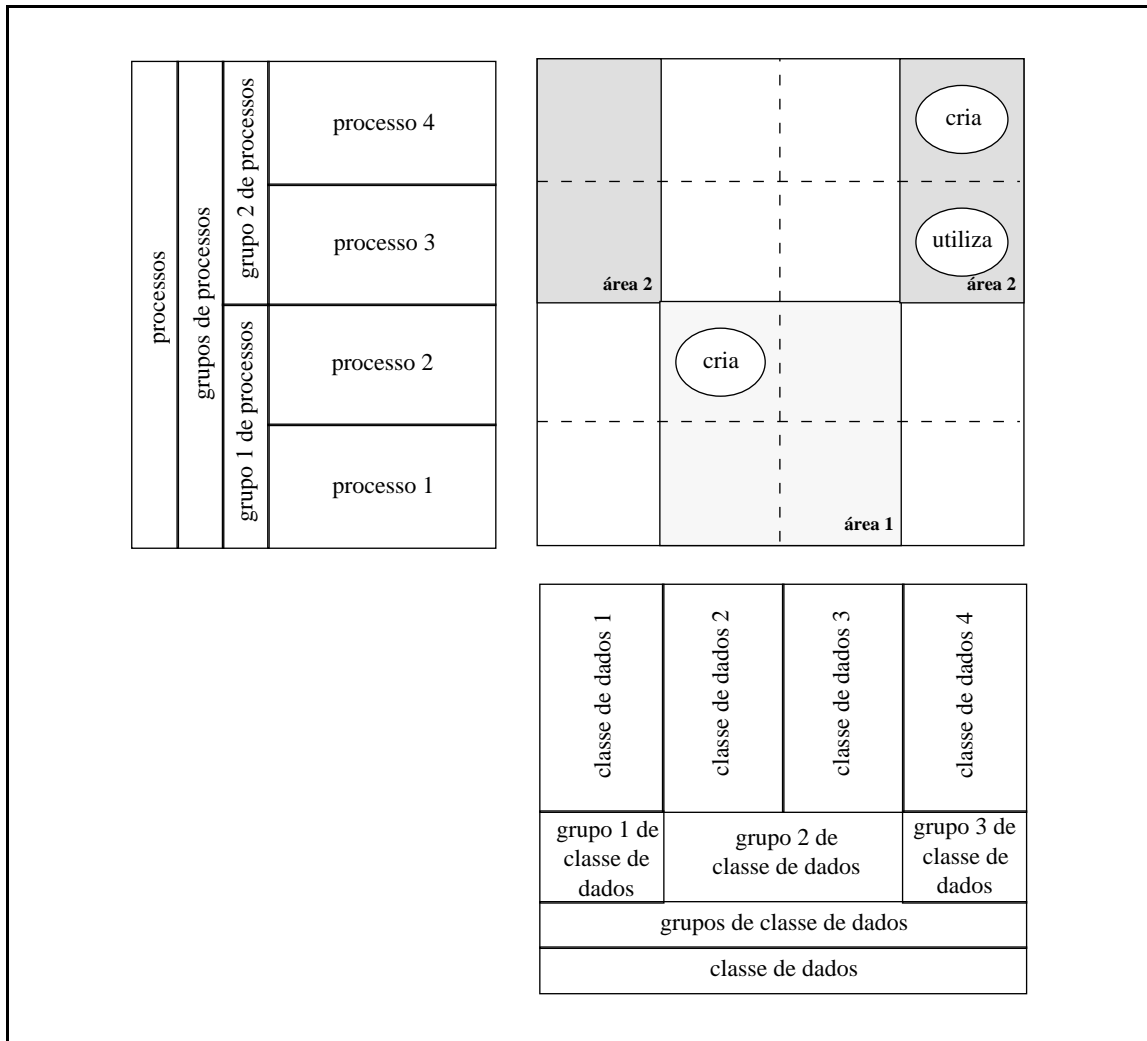 processos
grupos de processos
grupo 2 de processos
grupo 1 de processos
processo 4
processo 3
processo 2
processo 1
cria
utiliza
área 2
área 2
cria
área 1
classe de dados 1
classe de dados 2
classe de dados 3
classe de dados 4
grupo 1 de
classe de
dados
grupo 2 de
classe de dados
grupo 3 de
classe de
dados
grupos de classe de dados
classe de dados